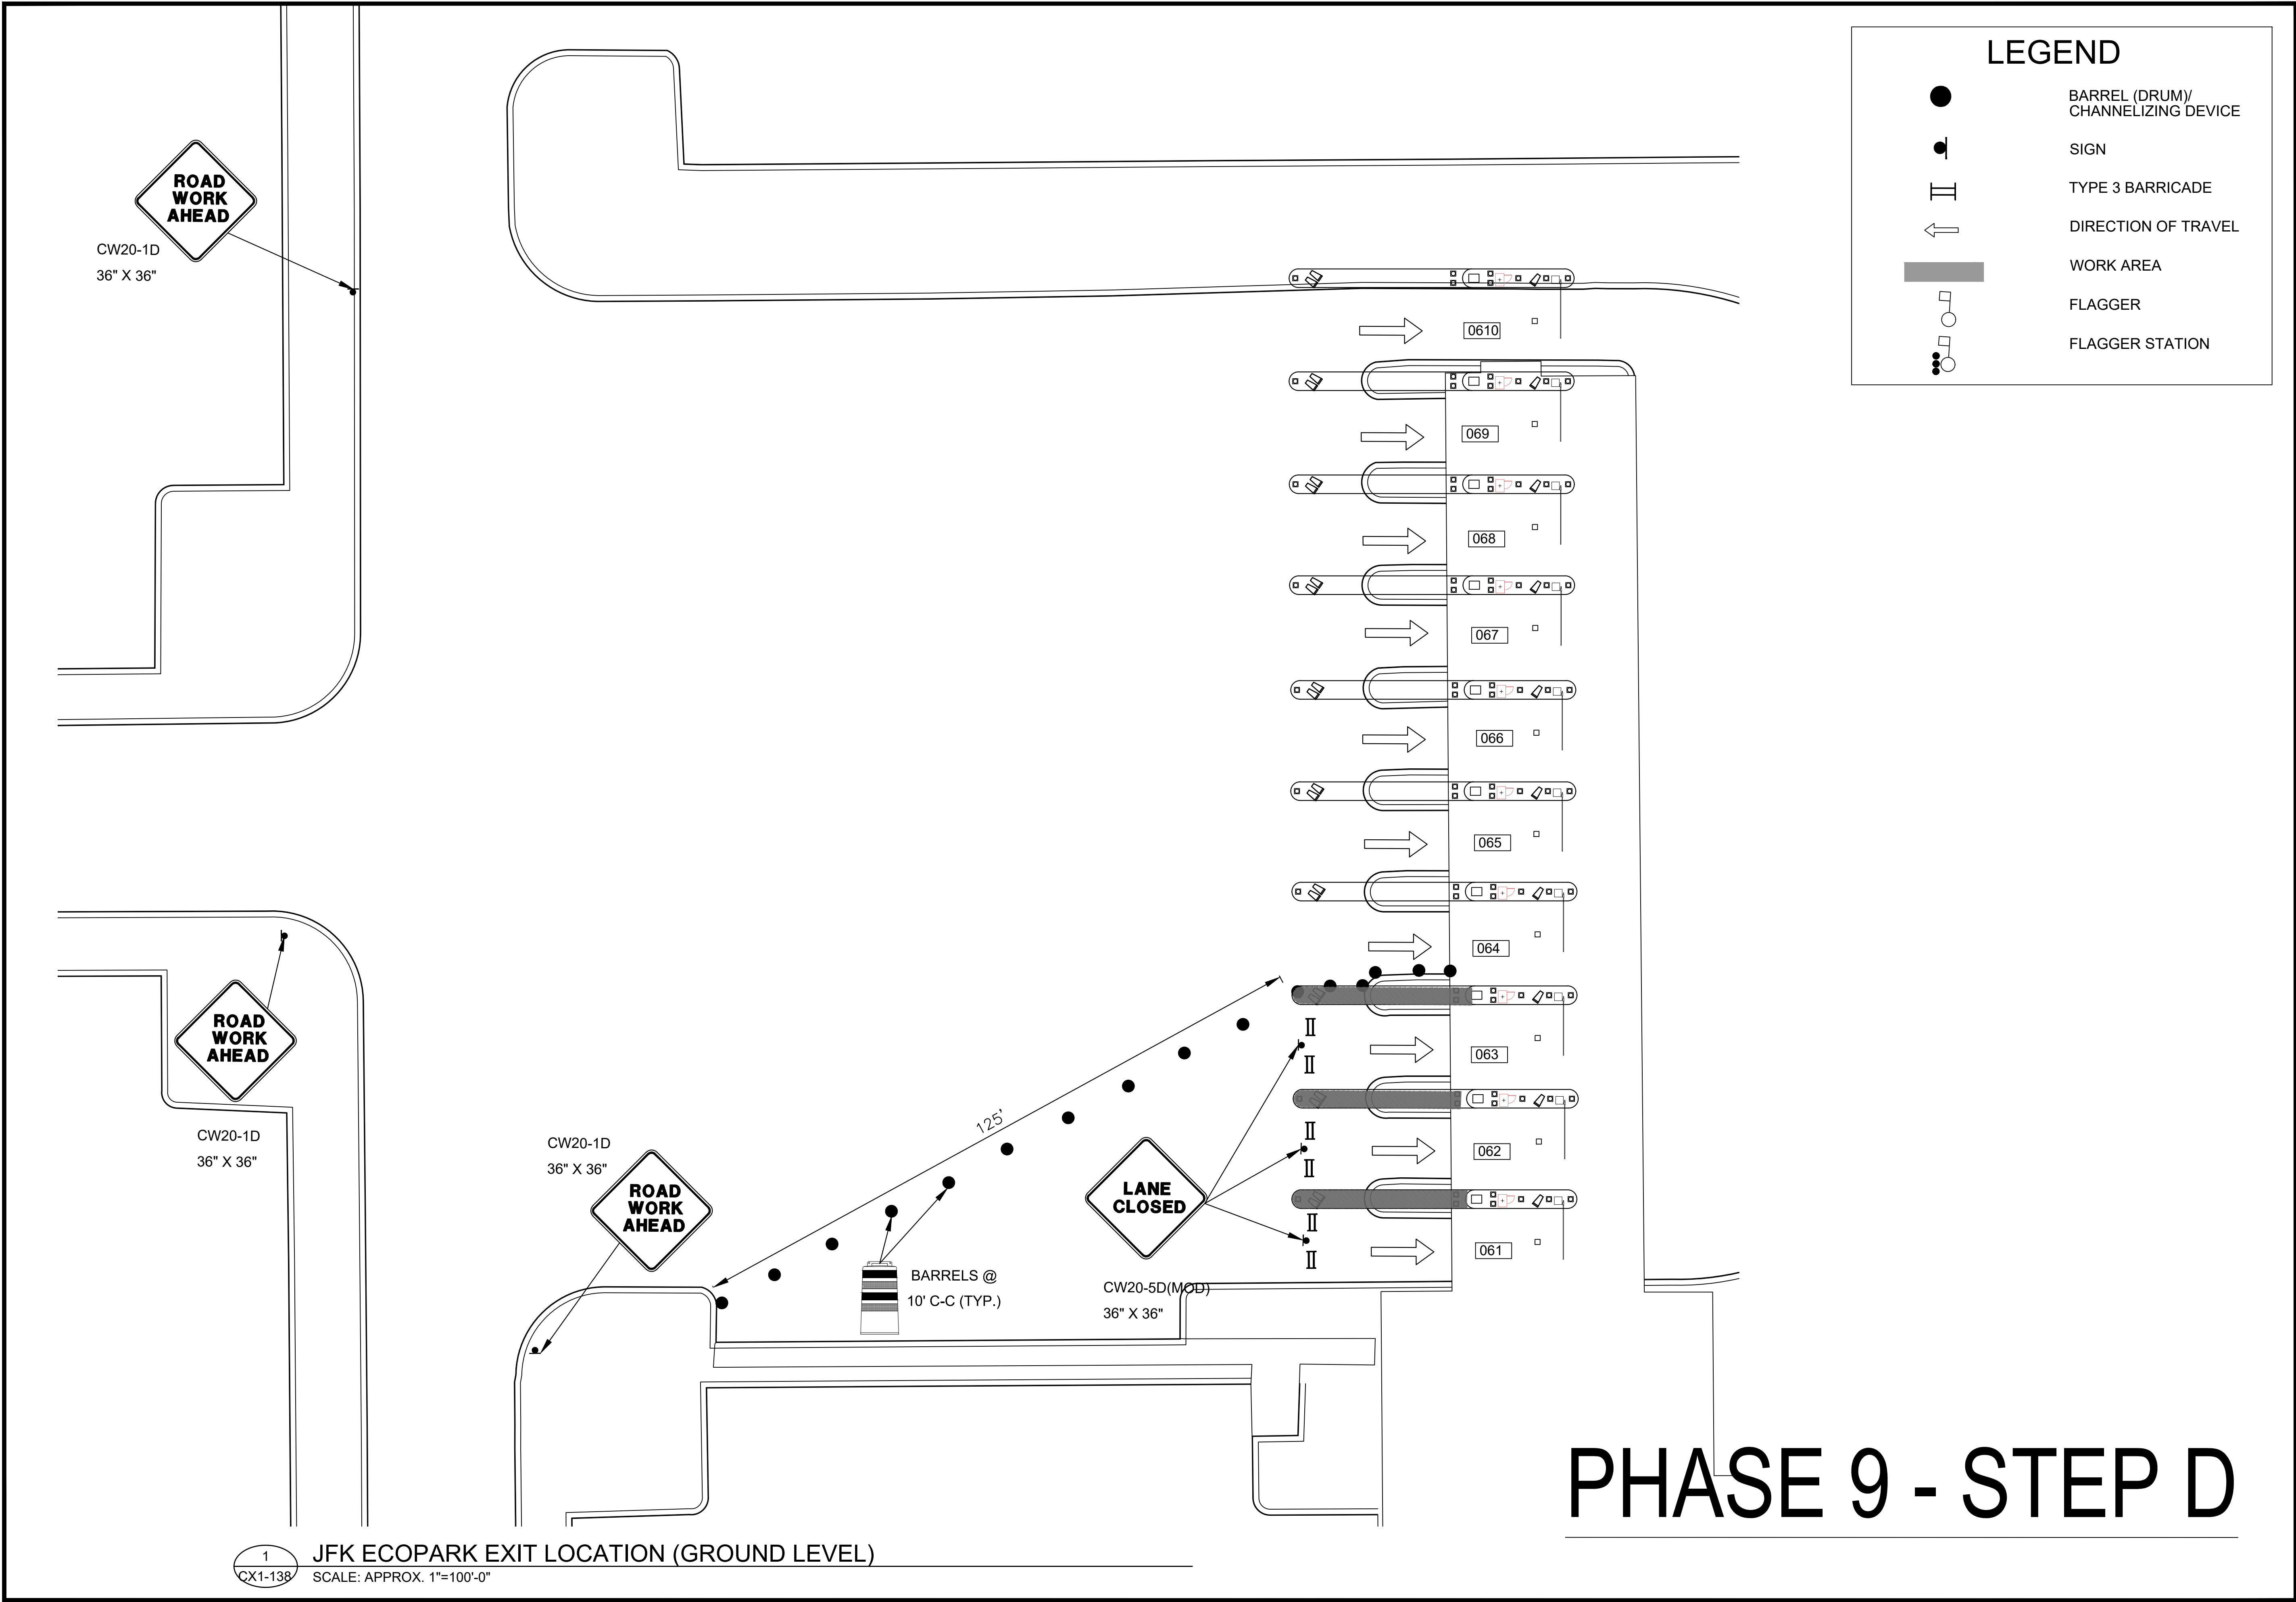 LEGEND
BARREL (DRUM)/
CHANNELIZING DEVICE
SIGN
TYPE 3 BARRICADE
DIRECTION OF TRAVEL
WORK AREA
FLAGGER
FLAGGER STATION
ROAD
WORK
AHEAD
CW20-1D
36" X 36"
0610
069
068
067
066
065
064
063
062
061
ROAD
WORK
AHEAD
CW20-1D
36" X 36"
CW20-1D
36" X 36"
ROAD
WORK
AHEAD
125'
BARRELS @
10' C-C (TYP.)
LANE
CLOSED
CW20-5D(MOD)
36" X 36"
PHASE 9 - STEP D
1
CX1-138
JFK ECOPARK EXIT LOCATION (GROUND LEVEL)
SCALE: APPROX. 1"=100'-0"